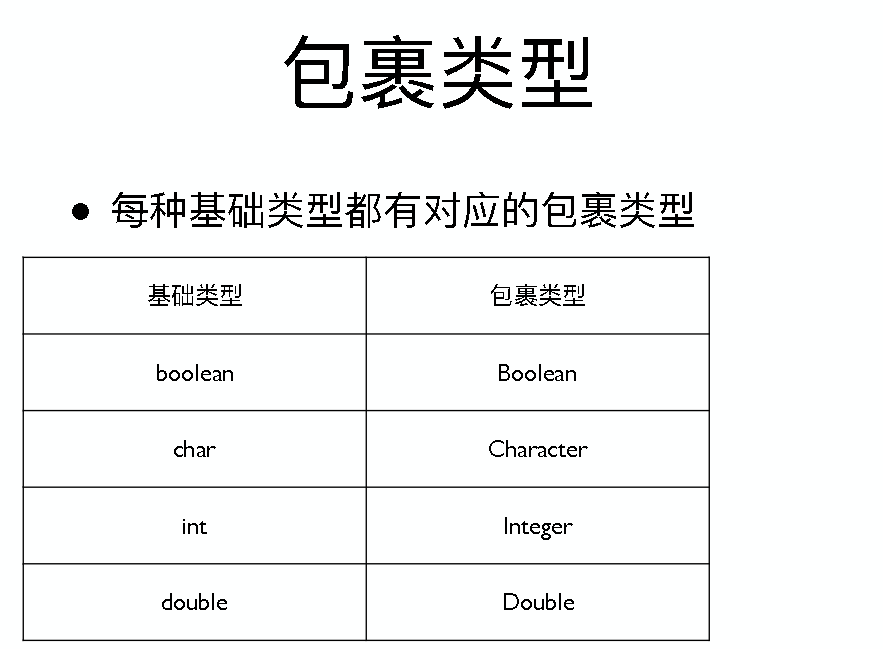 包裹类型
● 每种基础类型都有对应的包裹类型
基础类型 包裹类型
boolean Boolean
char Character
int Integer
double Double